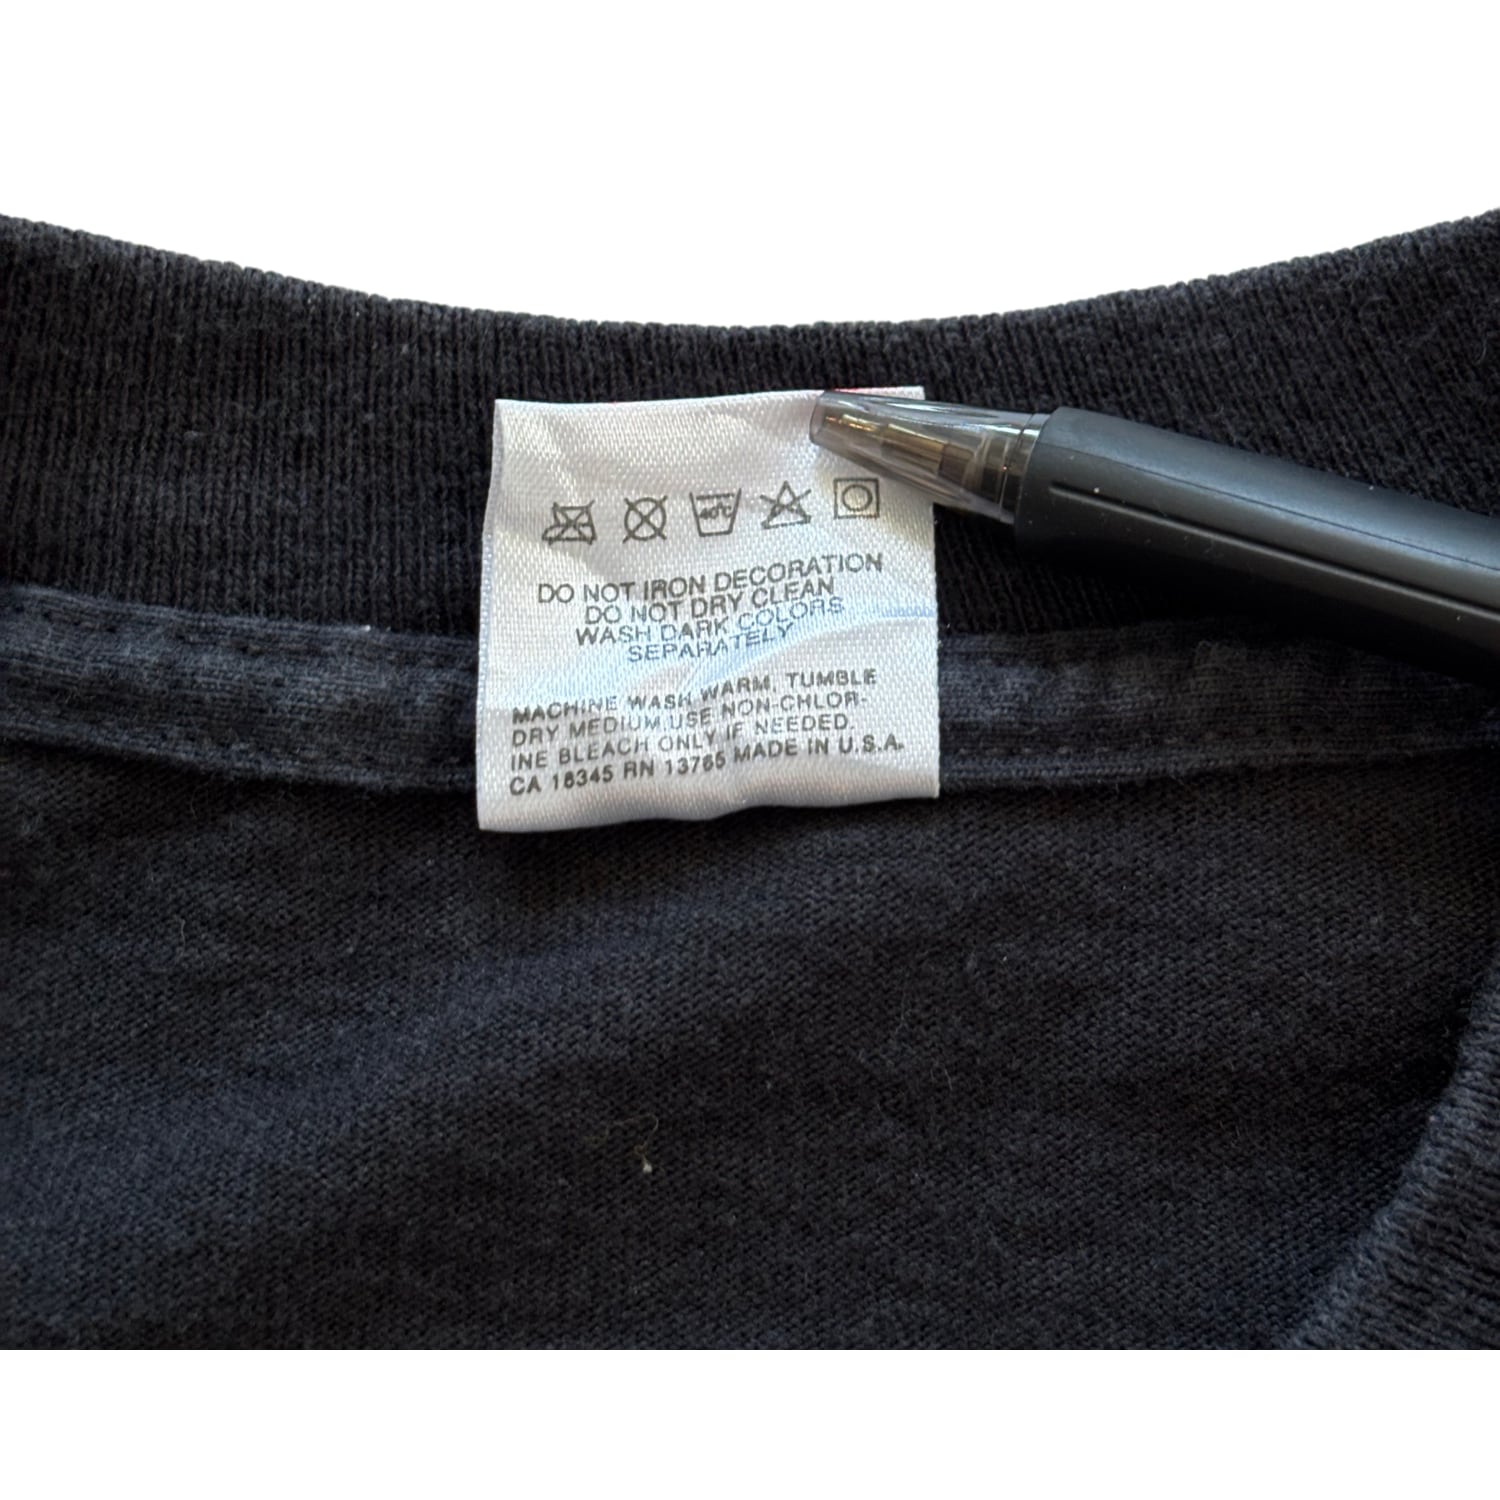 40°C
DO NOT IRON DECORATION
DO NOT DRY CLEAN
WASH DARK COLORS
SEPARATELY
MACHINE WASH WARM, TUMBLE
DRY MEDIUM USE NON-CHLOR-
INE BLEACH ONLY IF NEEDED.
CA 18345 RN 13765 MADE IN U.S.A.